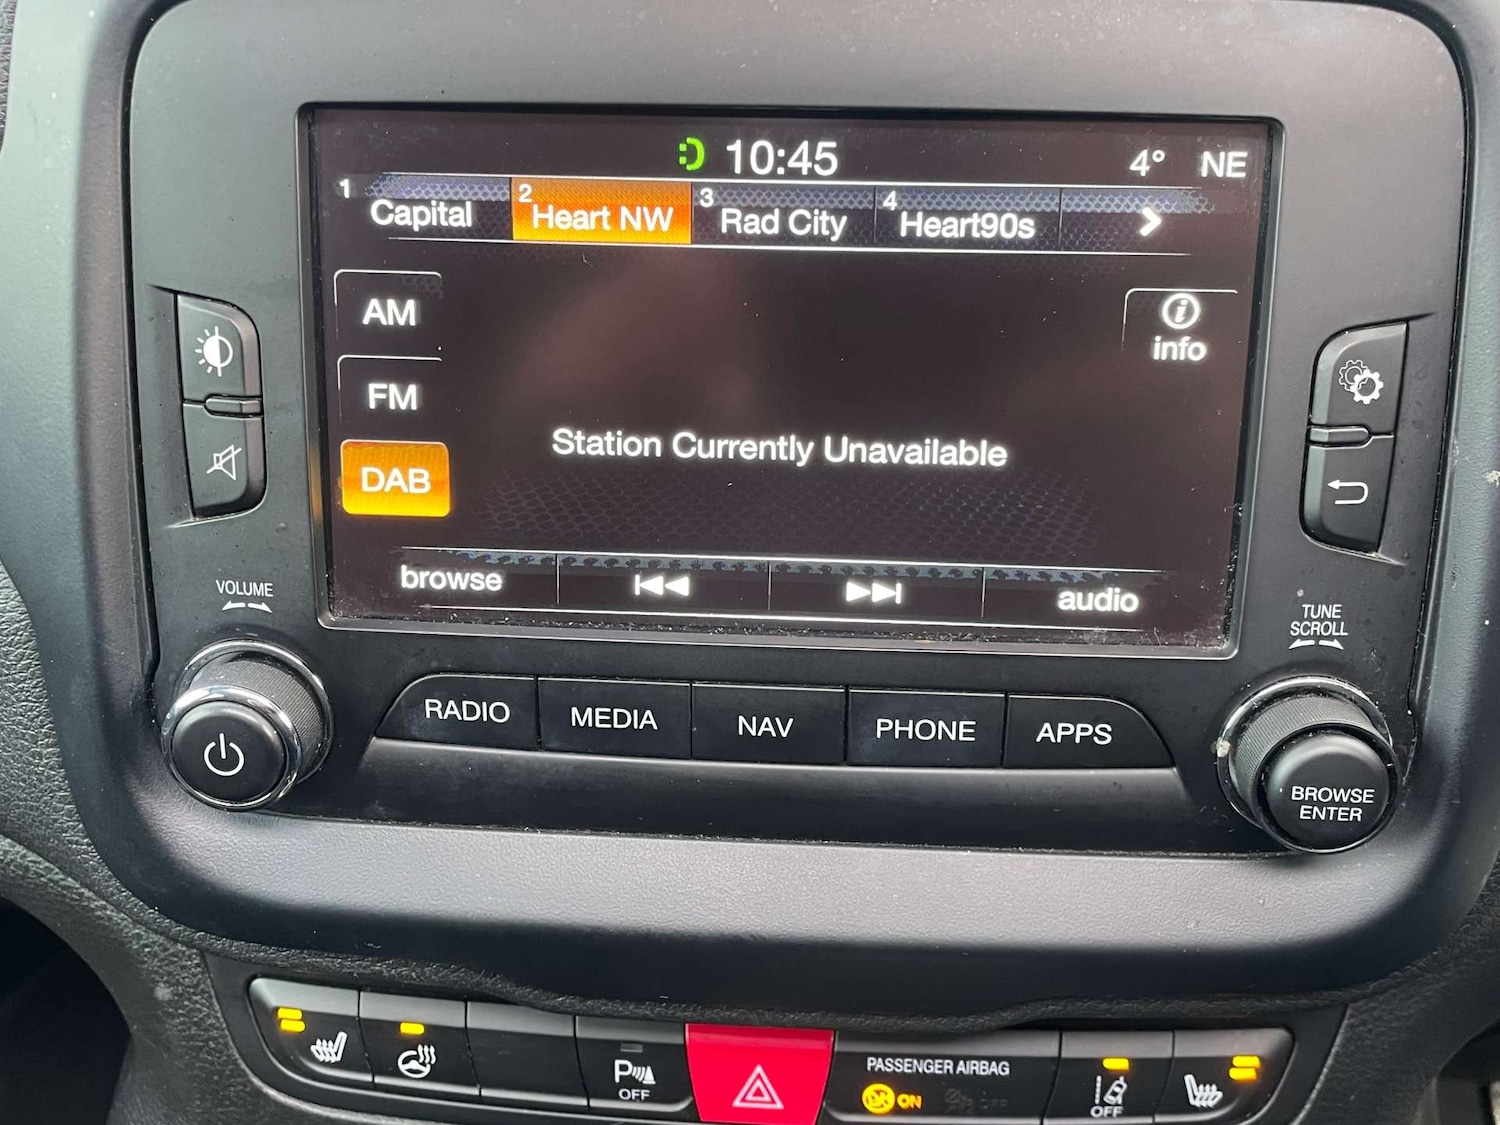 10:45
4° NE
1 Capital
2 Heart NW
3 Rad City
4 Heart90s
AM
info
FM
Station Currently Unavailable
DAB
browse
audio
VOLUME
TUNE
SCROLL
RADIO
MEDIA
NAV
PHONE
APPS
BROWSE
ENTER
P
OFF
PASSENGER AIRBAG
ON
OFF
OFF